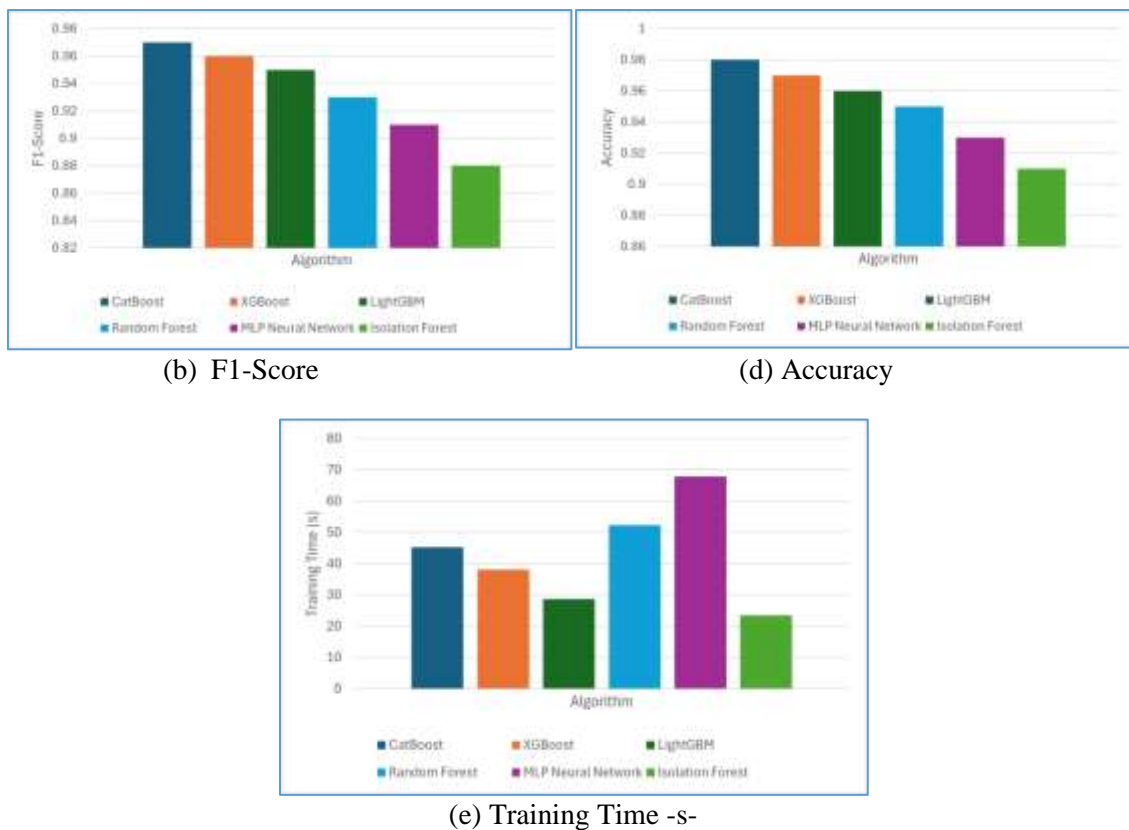 0.98
0.96
0.94
0.92
0.9
0.88
0.86
0.84
0.82
F1-Score
Algorithm
CatBoost XGBoost LightGBM
Random Forest MLP Neural Network Isolation Forest
1
0.98
0.96
0.94
0.92
0.9
0.88
0.86
Accuracy
Algorithm
CatBoost XGBoost LightGBM
Random Forest MLP Neural Network Isolation Forest
(b) F1-Score (d) Accuracy
80
70
60
50
40
30
20
10
0
Training Time (s)
Algorithm
CatBoost XGBoost LightGBM
Random Forest MLP Neural Network Isolation Forest
(e) Training Time -s-